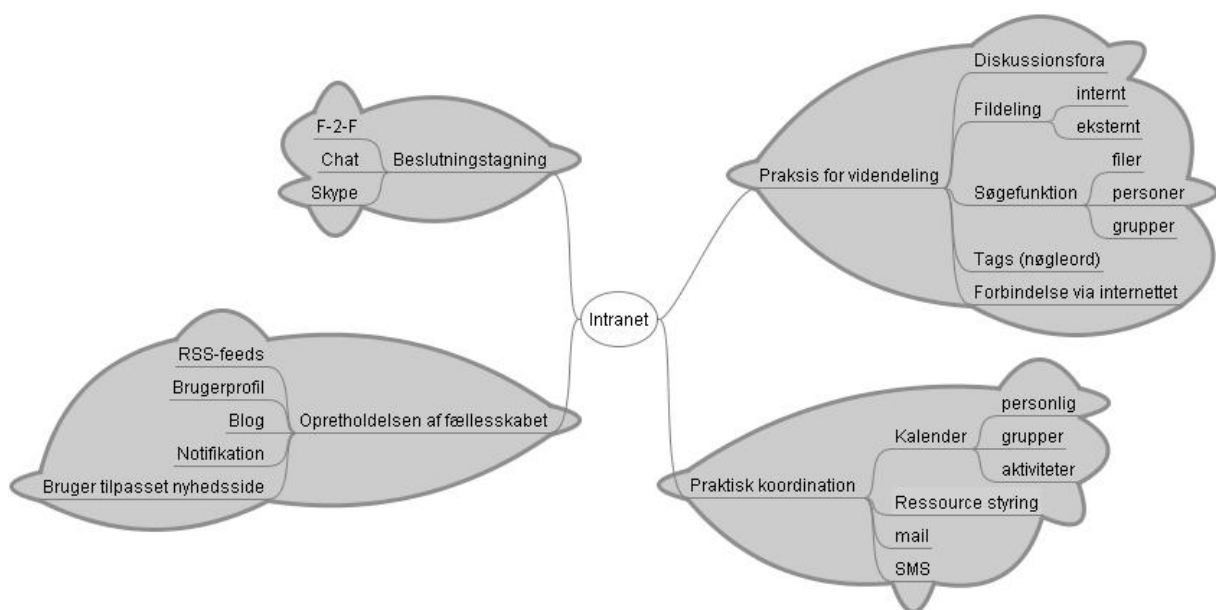 Intranet
Beslutningstagning
F-2-F
Chat
Skype
Opretholdelsen af fællesskabet
RSS-feeds
Brugerprofil
Blog
Notifikation
Bruger tilpasset nyhedsside
Praksis for videndeling
Diskussionsfora
Fildeling
internt
eksternt
Søgefunktion
filer
personer
grupper
Tags (nøgleord)
Forbindelse via internettet
Praktisk koordination
Kalender
personlig
grupper
aktiviteter
Ressource styring
mail
SMS